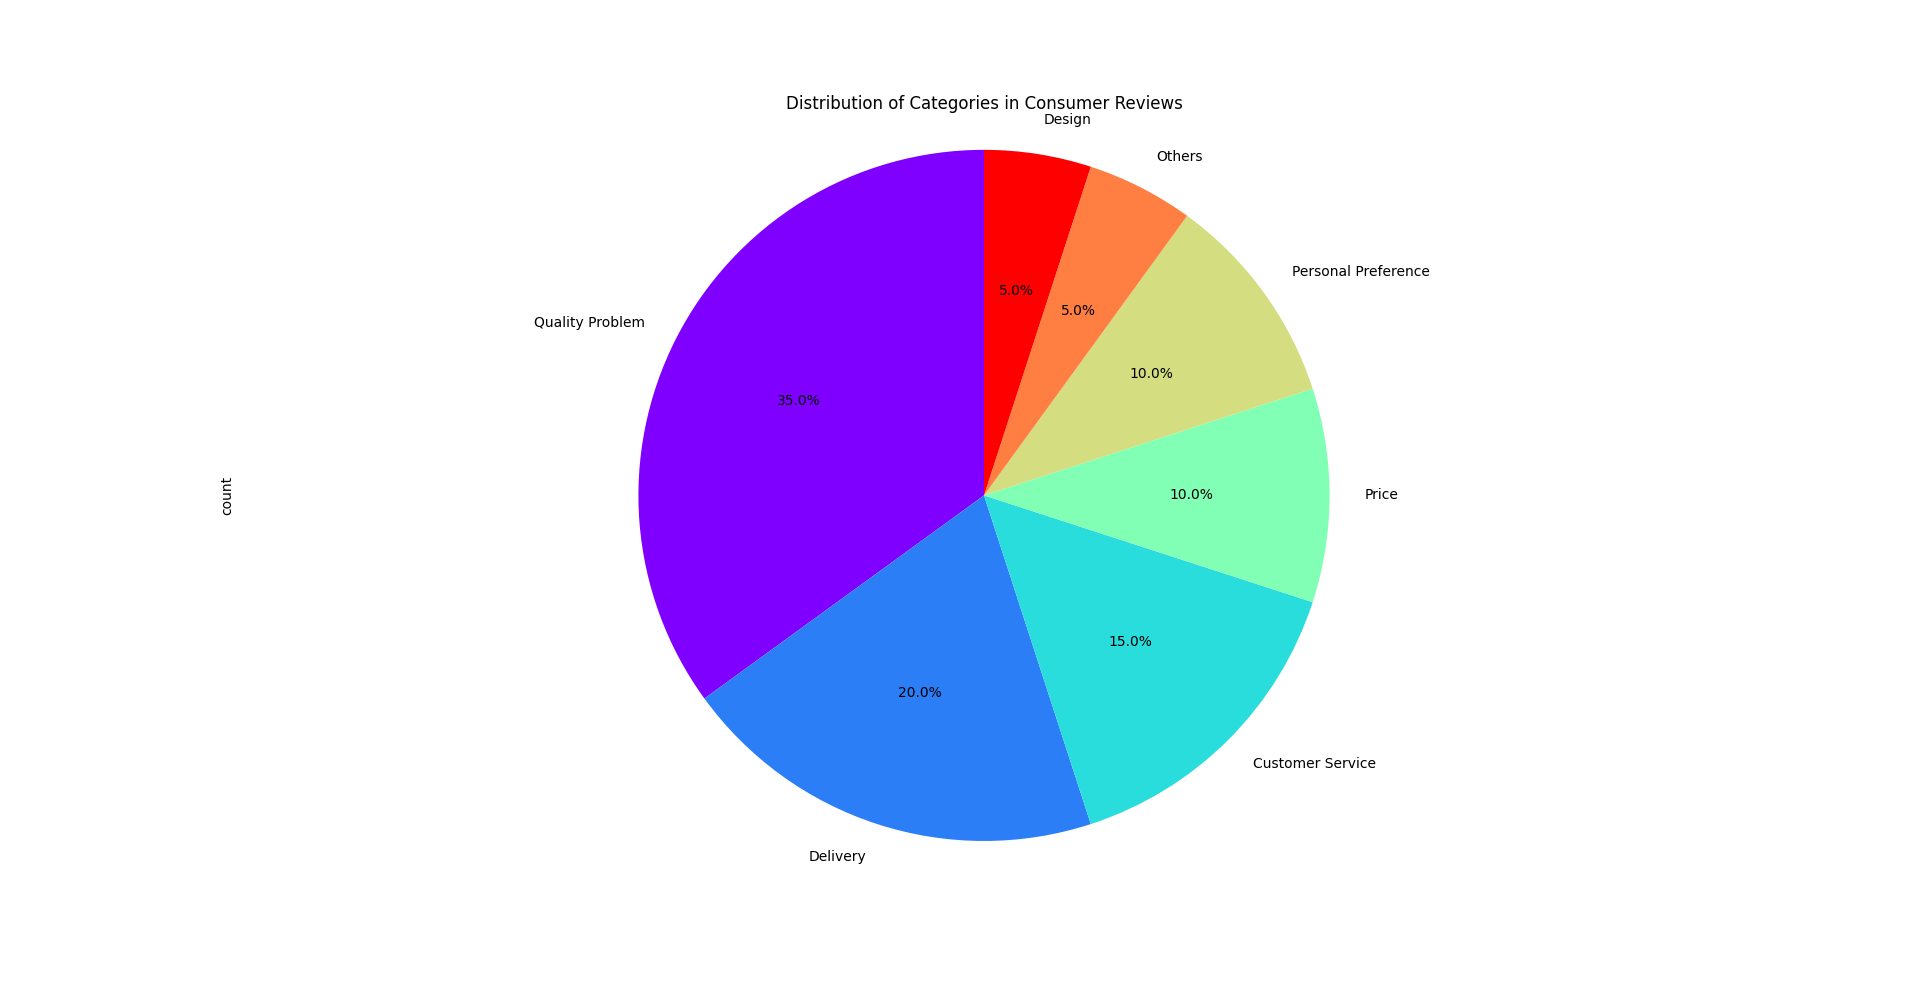 Distribution of Categories in Consumer Reviews
Design
Others
Personal Preference
Quality Problem
5.0%
5.0%
10.0%
35.0%
count
10.0%
Price
15.0%
20.0%
Customer Service
Delivery